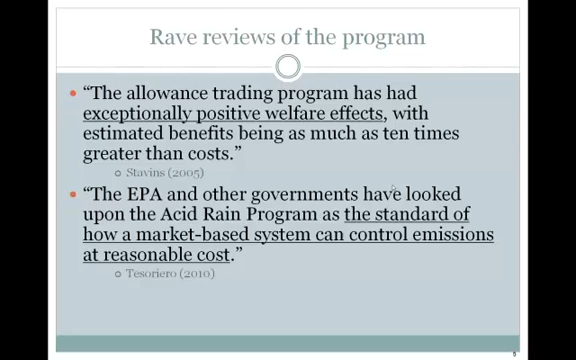 Rave reviews of the program
• “The allowance trading program has had
exceptionally positive welfare effects, with
estimated benefits being as much as ten times
greater than costs.”
○ Stavins (2005)
• “The EPA and other governments have looked
upon the Acid Rain Program as the standard of
how a market-based system can control emissions
at reasonable cost.”
○ Tesoriero (2010)